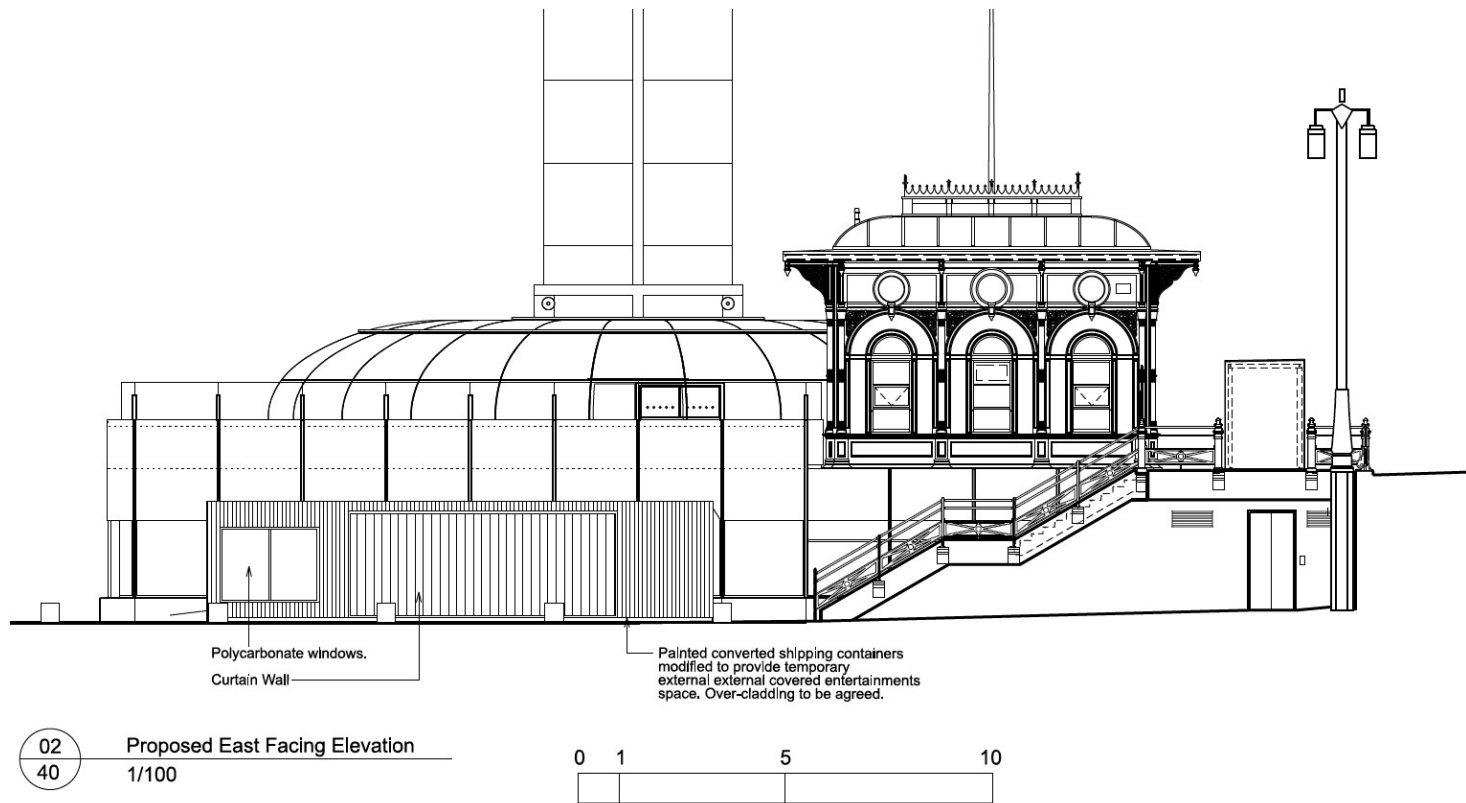 Polycarbonate windows.
Curtain Wall
Painted converted shipping containers
modified to provide temporary
external external covered entertainments
space. Over-cladding to be agreed.
02
40
Proposed East Facing Elevation
1/100
0 1 5 10